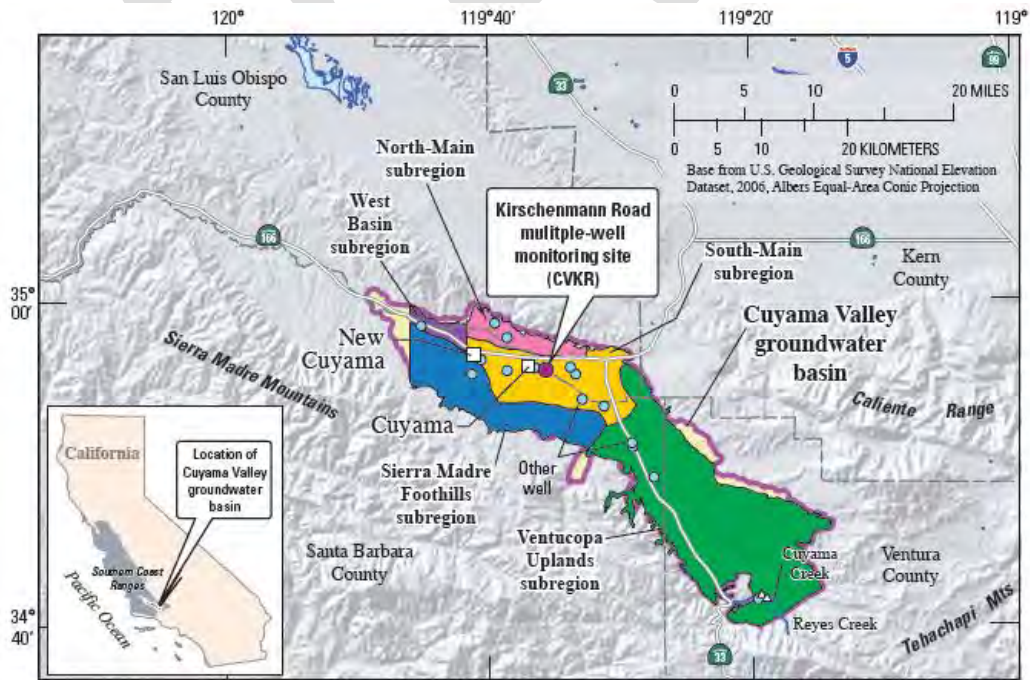 120°
119°40′
119°20′
119°
San Luis Obispo
County
33
5
99
0 5 10 20 MILES
0 5 10 20 KILOMETERS
Base from U.S. Geological Survey National Elevation
Dataset, 2006, Albers Equal-Area Conic Projection
North-Main
subregion
West
Basin
subregion
Kirschenmann Road
mulitple-well
monitoring site
(CVKR)
South-Main
subregion
166
166
Kern
County
35°
00′
New
Cuyama
Cuyama Valley
groundwater
basin
Sierra Madre Mountains
Caliente Range
Cuyama
Sierra Madre
Foothills
subregion
Other
well
California
Location of
Cuyama Valley
groundwater
basin
Southern Coast
Ranges
Pacific Ocean
Santa Barbara
County
Ventucopa
Uplands
subregion
Cuyama
Creek
Ventura
County
Reyes Creek
Tehachapi Mts
34°
40′
33